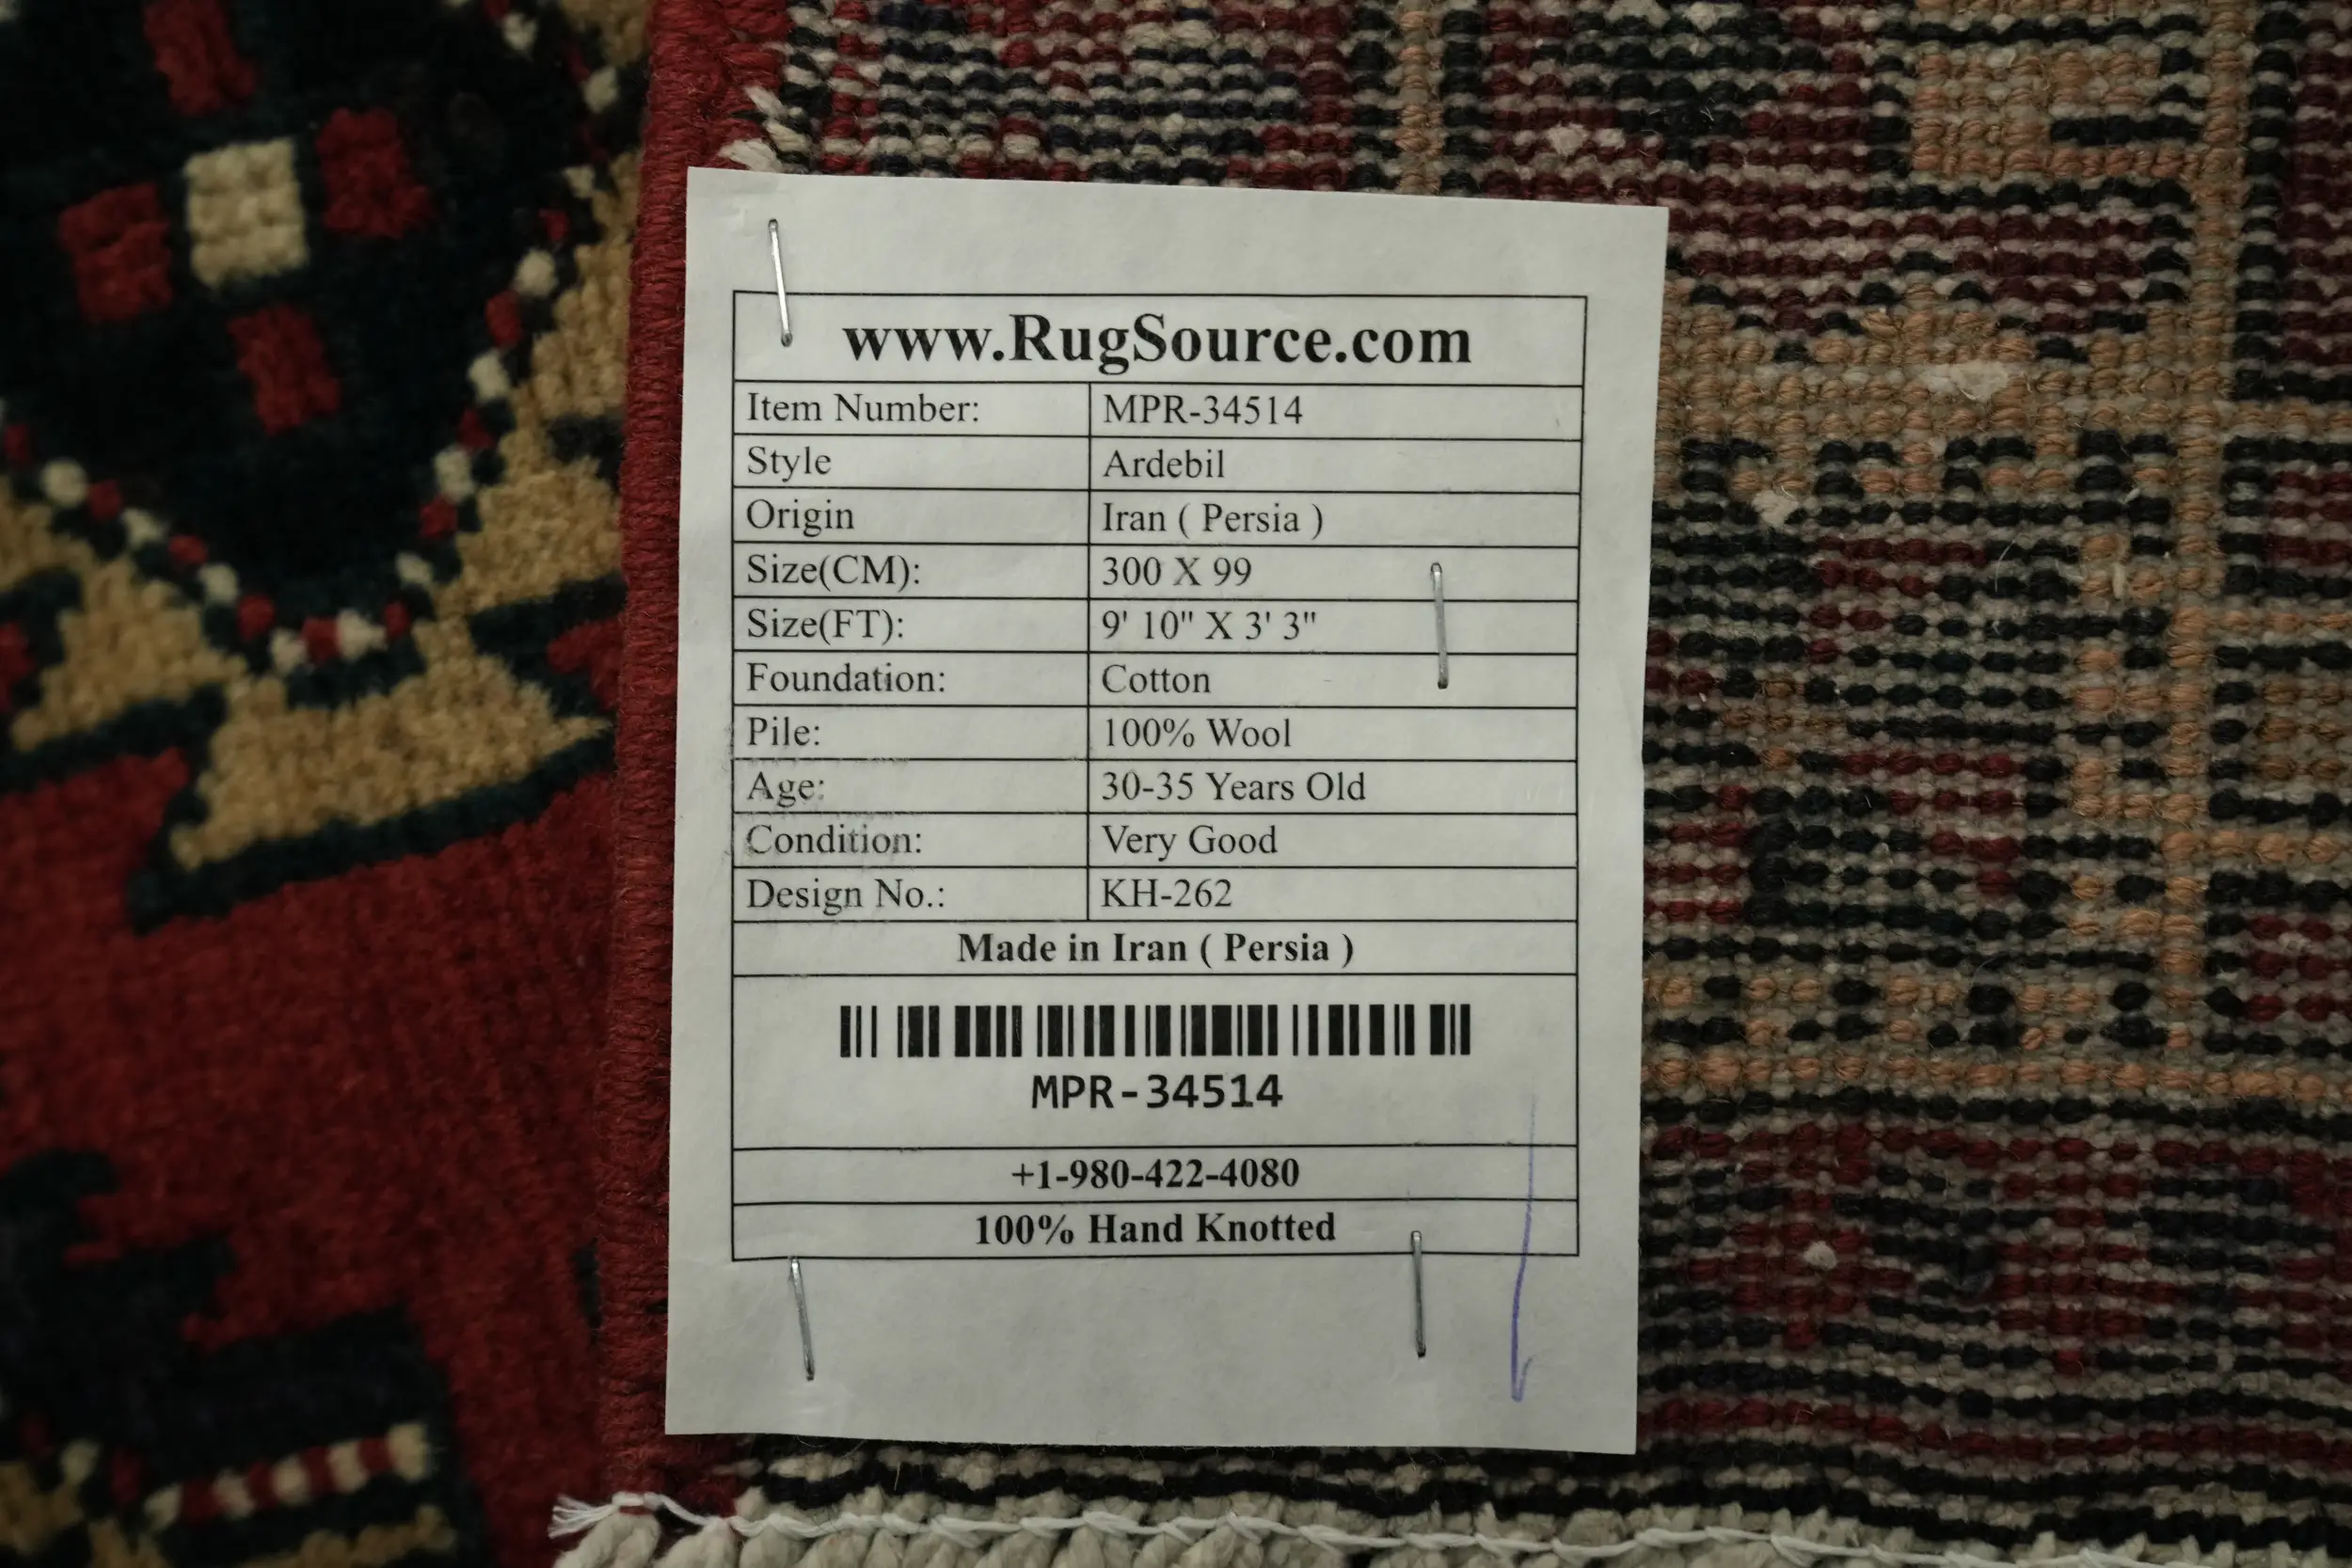 www.RugSource.com
Item Number: MPR-34514
Style Ardebil
Origin Iran ( Persia )
Size(CM): 300 X 99
Size(FT): 9' 10" X 3' 3"
Foundation: Cotton
Pile: 100% Wool
Age: 30-35 Years Old
Condition: Very Good
Design No.: KH-262
Made in Iran ( Persia )
MPR-34514
+1-980-422-4080
100% Hand Knotted